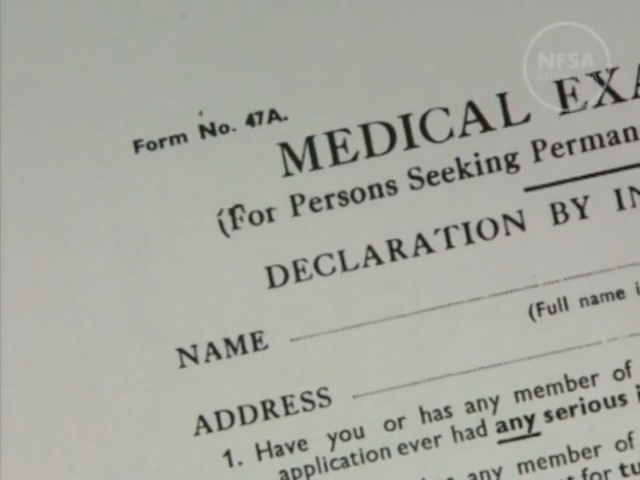 NFSA
Form No. 47A.
MEDICAL EXA
(For Persons Seeking Perman
DECLARATION BY IN
NAME
(Full name i
ADDRESS
1. Have you or has any member of
application ever had any serious i
any member of
for tu